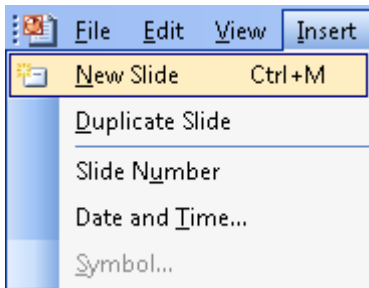 File Edit View Insert
New Slide Ctrl+M
Duplicate Slide
Slide Number
Date and Time...
Symbol...